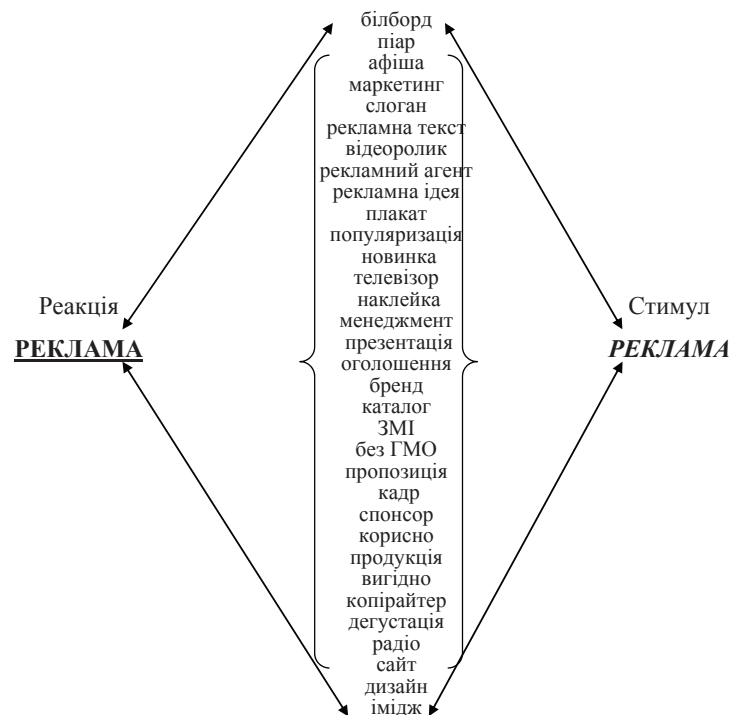 білборд
піар
афіша
маркетинг
слоган
рекламна текст
відеоролик
рекламний агент
рекламна ідея
плакат
популяризація
новинка
телевізор
наклейка
менеджмент
презентація
оголошення
бренд
каталог
ЗМІ
без ГМО
пропозиція
кадр
спонсор
корисно
продукція
вигідно
копірайтер
дегустація
радіо
сайт
дизайн
імідж
Реакція
РЕКЛАМА
Стимул
РЕКЛАМА